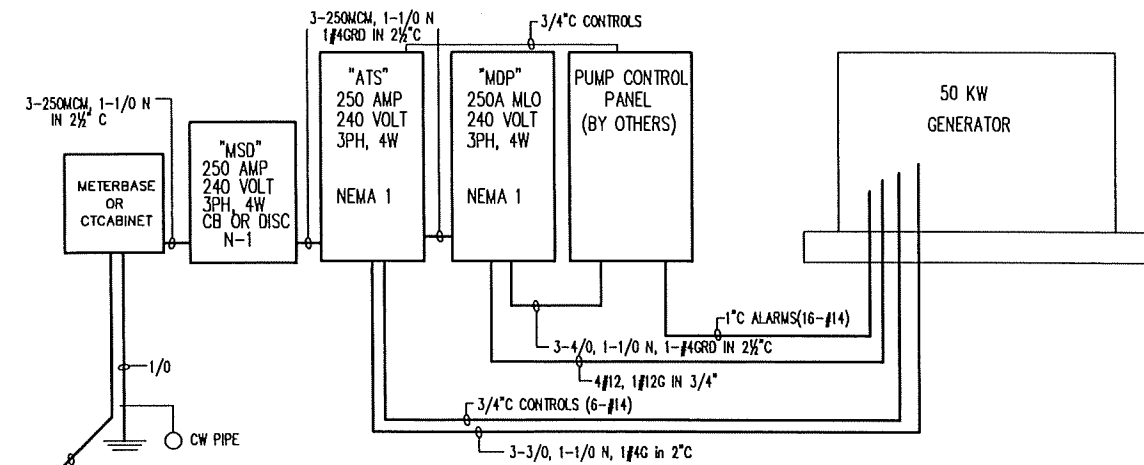 3-250MCM, 1-1/0 N
1#4GRD IN 2½"C
3/4"C CONTROLS
3-250MCM, 1-1/0 N
IN 2½" C
METERBASE
OR
CTCABINET
"MSD"
250 AMP
240 VOLT
3PH, 4W
CB OR DISC
N-1
"ATS"
250 AMP
240 VOLT
3PH, 4W
NEMA 1
"MDP"
250A MLO
240 VOLT
3PH, 4W
NEMA 1
PUMP CONTROL
PANEL
(BY OTHERS)
50 KW
GENERATOR
1"C ALARMS(16-#14)
3-4/0, 1-1/0 N, 1-#4GRD IN 2½"C
4#12, 1#12G IN 3/4"
3/4"C CONTROLS (6-#14)
3-3/0, 1-1/0 N, 1#4G in 2"C
1/0
CW PIPE